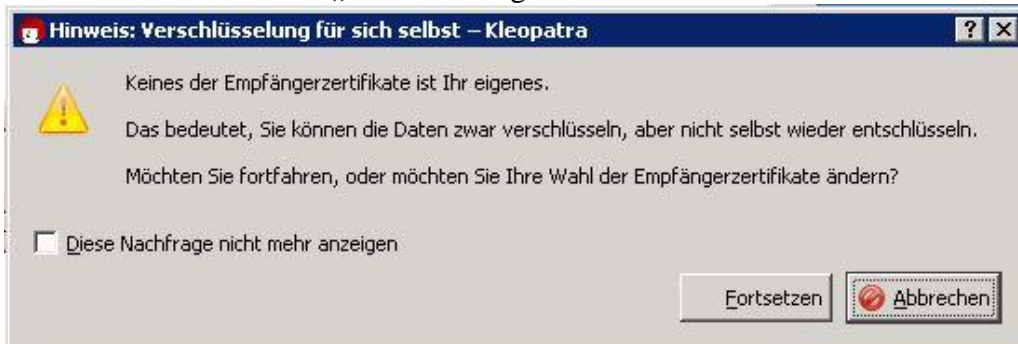 Hinweis: Verschlüsselung für sich selbst – Kleopatra
Keines der Empfängerzertifikate ist Ihr eigenes.
Das bedeutet, Sie können die Daten zwar verschlüseln, aber nicht selbst wieder entschlüseln.
Möchten Sie fortfahren, oder möchten Sie Ihre Wahl der Empfängerzertifikate ändern?
Diese Nachfrage nicht mehr anzeigen
Fortsetzen
Abbrechen